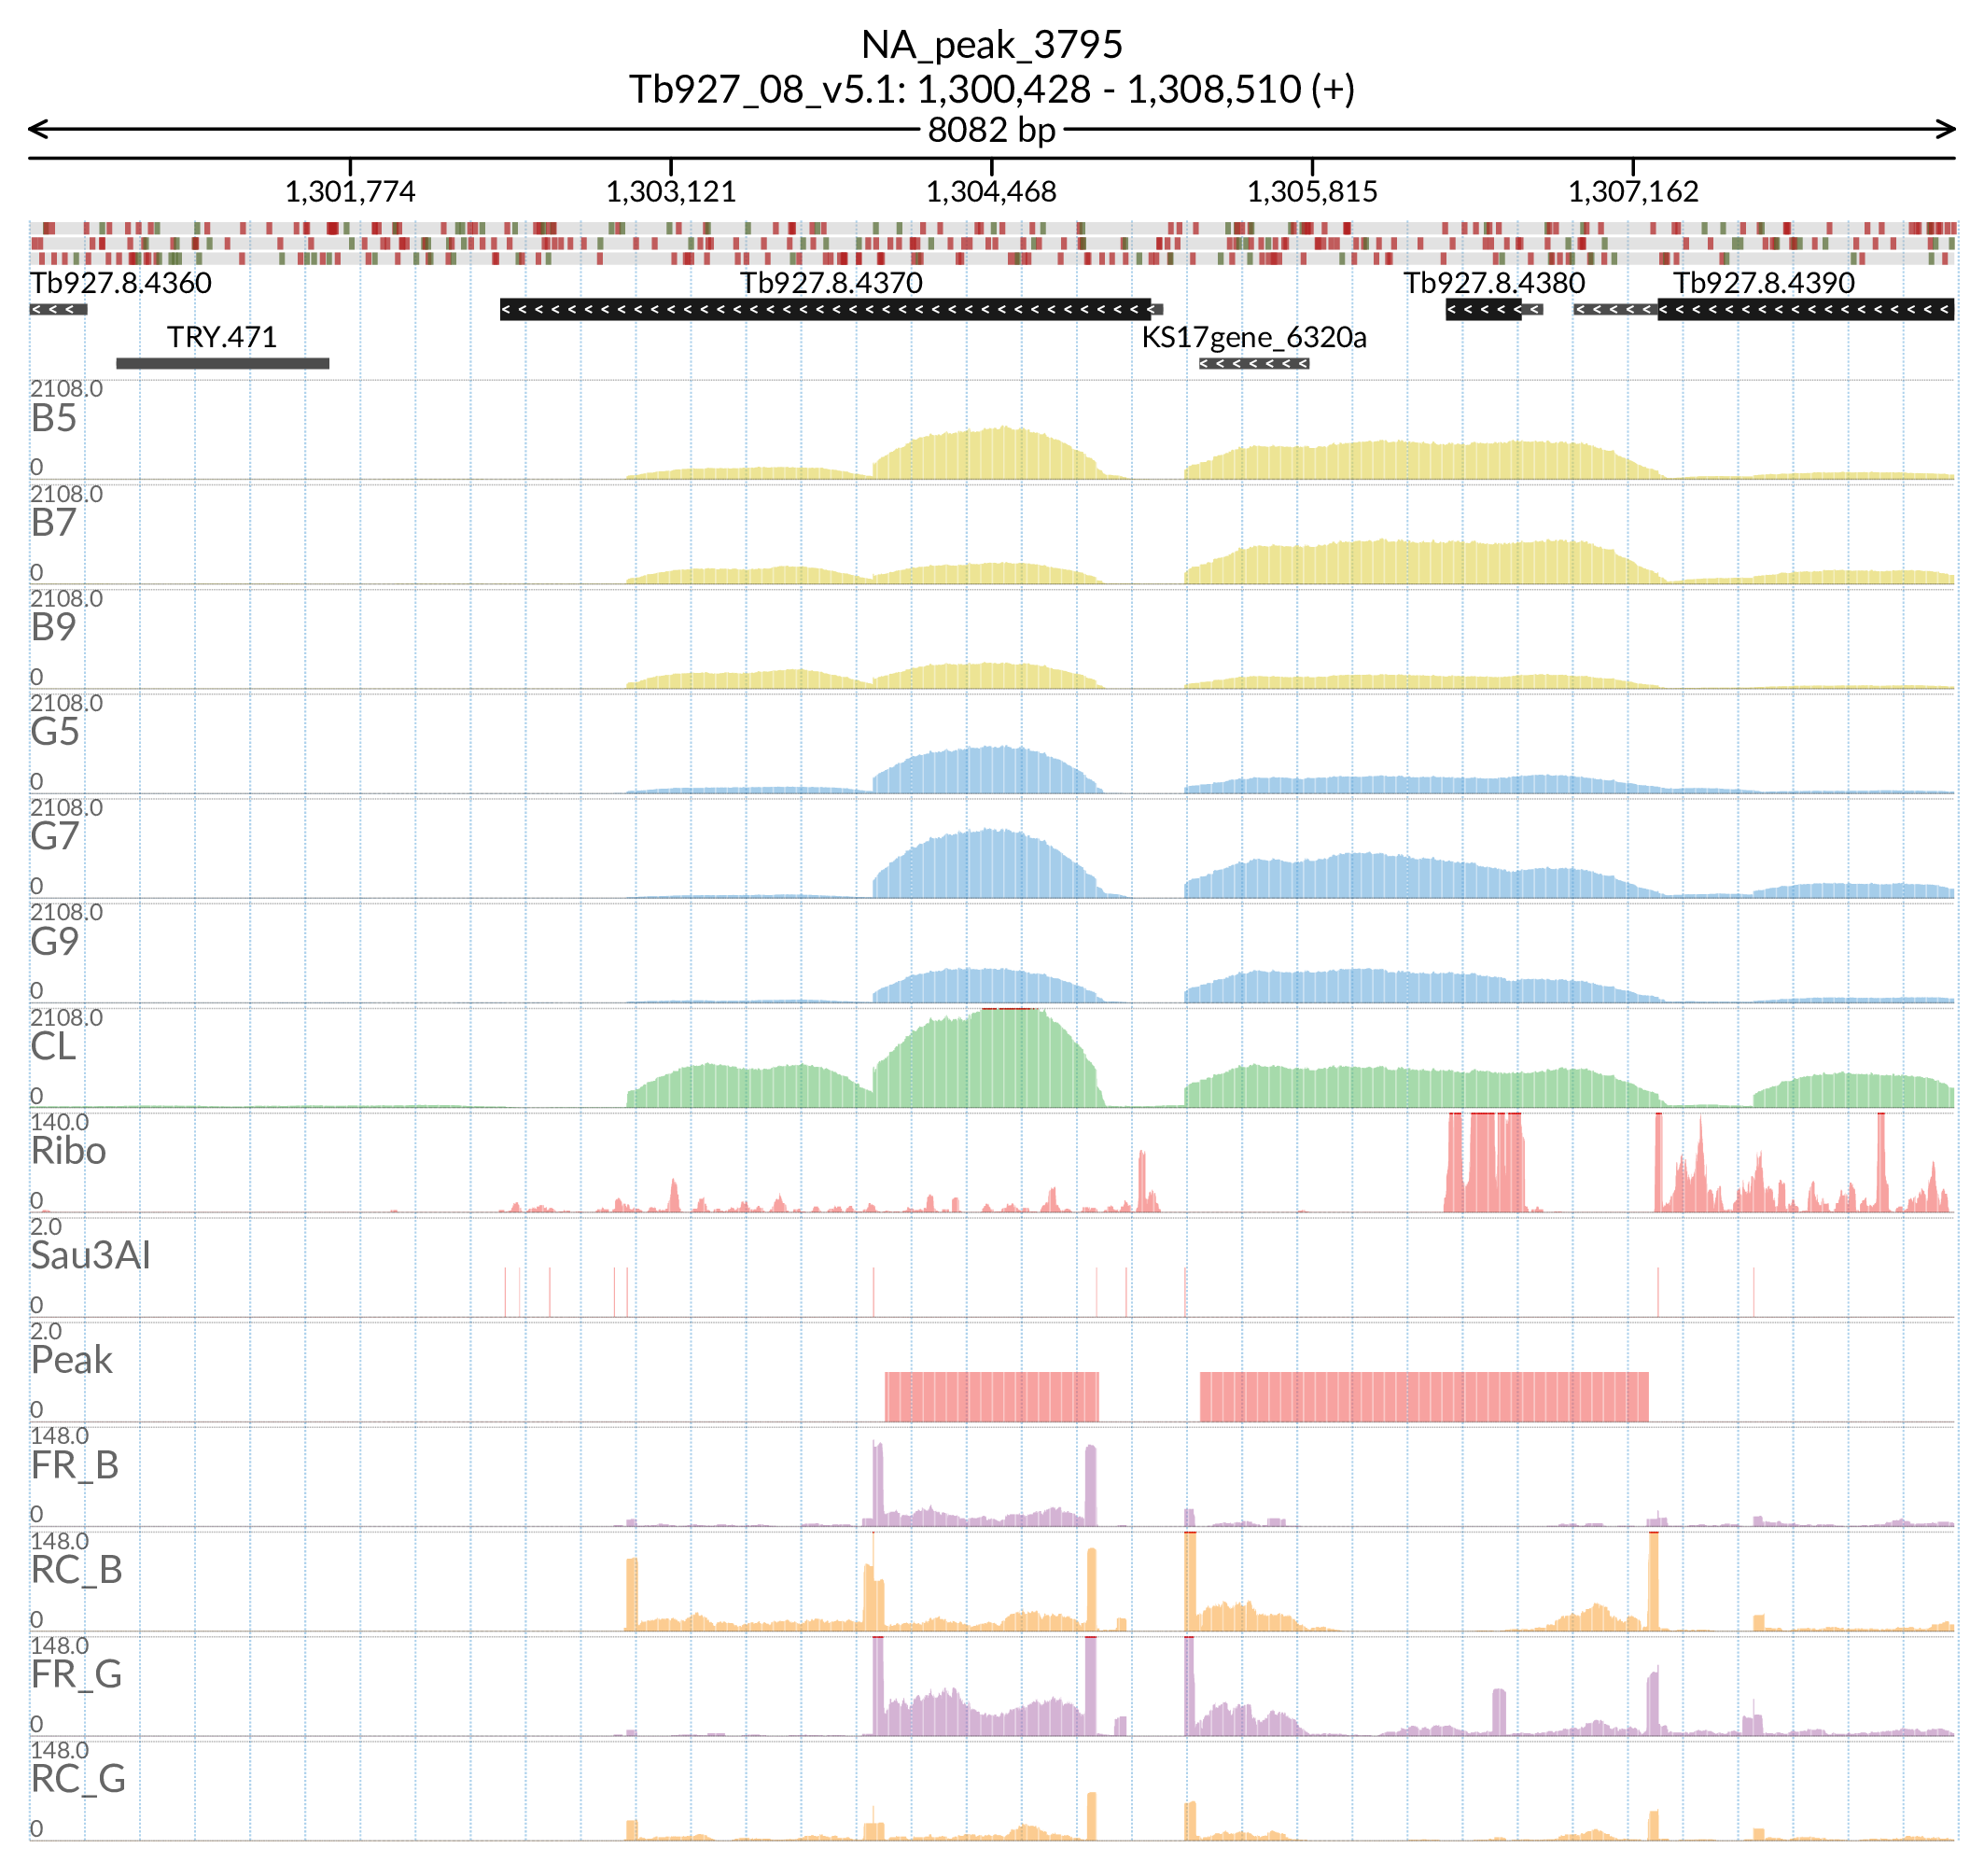 NA_peak_3795
Tb927_08_v5.1: 1,300,428 - 1,308,510 (+)
8082 bp
1,301,774 1,303,121 1,304,468 1,305,815 1,307,162
Tb927.8.4360 Tb927.8.4370 Tb927.8.4380 Tb927.8.4390
TRY.471 KS17gene_6320a
2108.0
B5
0
2108.0
B7
0
2108.0
B9
0
2108.0
G5
0
2108.0
G7
0
2108.0
G9
0
2108.0
CL
0
140.0
Ribo
0
2.0
Sau3AI
0
2.0
Peak
0
148.0
FR_B
0
148.0
RC_B
0
148.0
FR_G
0
148.0
RC_G
0